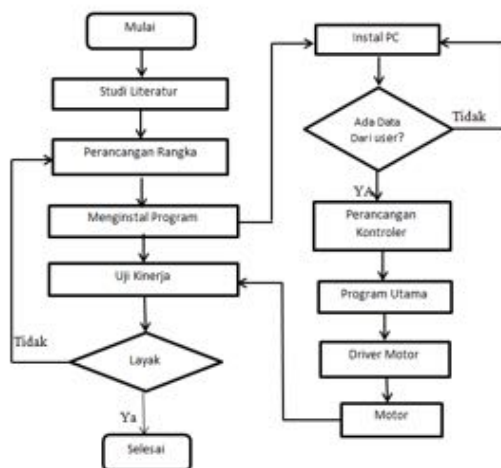 Mulai
Studi Literatur
Perancangan Rangka
Menginstal Program
Uji Kinerja
Tidak
Layak
Ya
Selesai
Instal PC
Ada Data
Dari user?
Tidak
YA
Perancangan
Kontroler
Program Utama
Driver Motor
Motor